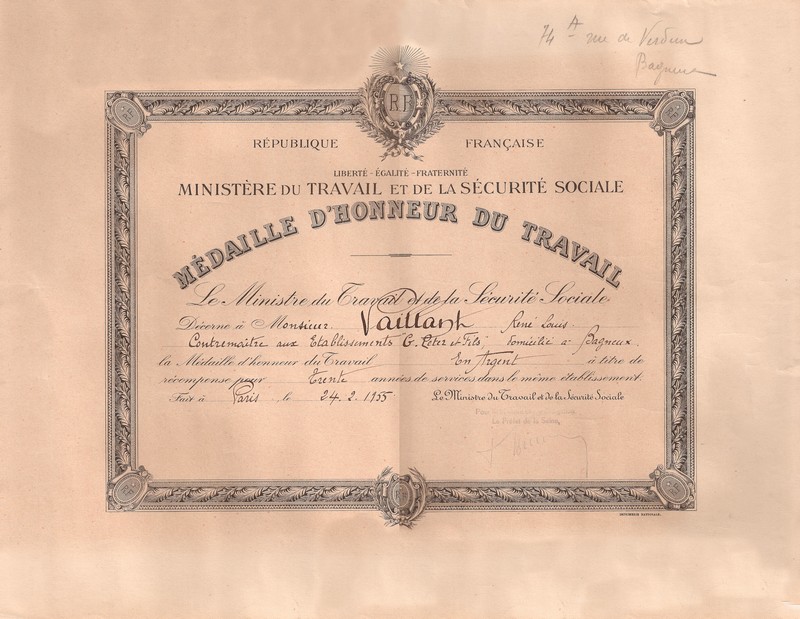 74 A rue de Verdun
Bagneux
RF
RÉPUBLIQUE FRANÇAISE
LIBERTÉ - ÉGALITÉ - FRATERNITÉ
MINISTÈRE DU TRAVAIL ET DE LA SÉCURITÉ SOCIALE
MÉDAILLE D'HONNEUR DU TRAVAIL
Le Ministre du Travail et de la Sécurité Sociale
Décerne à Monsieur Vaillant René Louis
Contremaître aux Etablissements G. Peter et Fils domicilié à Bagneux
la Médaille d'honneur du Travail En Argent à titre de
récompense pour Trente années de services dans le même établissement.
Fait à Paris le 24.2.1955 Le Ministre du Travail et de la Sécurité Sociale
Le Préfet de la Seine,
IMPRIMERIE NATIONALE.